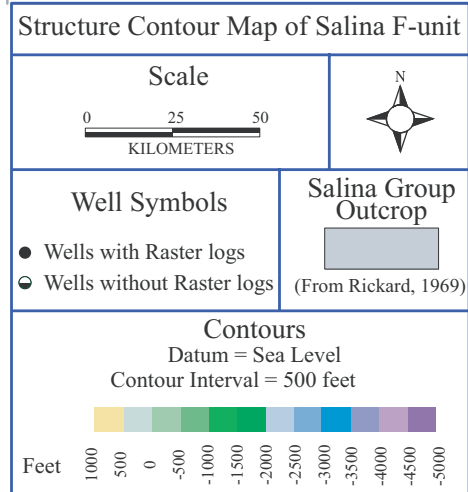 Structure Contour Map of Salina F-unit
Scale
0 25 50
KILOMETERS
N
Well Symbols
Wells with Raster logs
Wells without Raster logs
Salina Group
Outcrop
(From Rickard, 1969)
Contours
Datum = Sea Level
Contour Interval = 500 feet
Feet 1000 500 0 -500 -1000 -1500 -2000 -2500 -3000 -3500 -4000 -4500 -5000